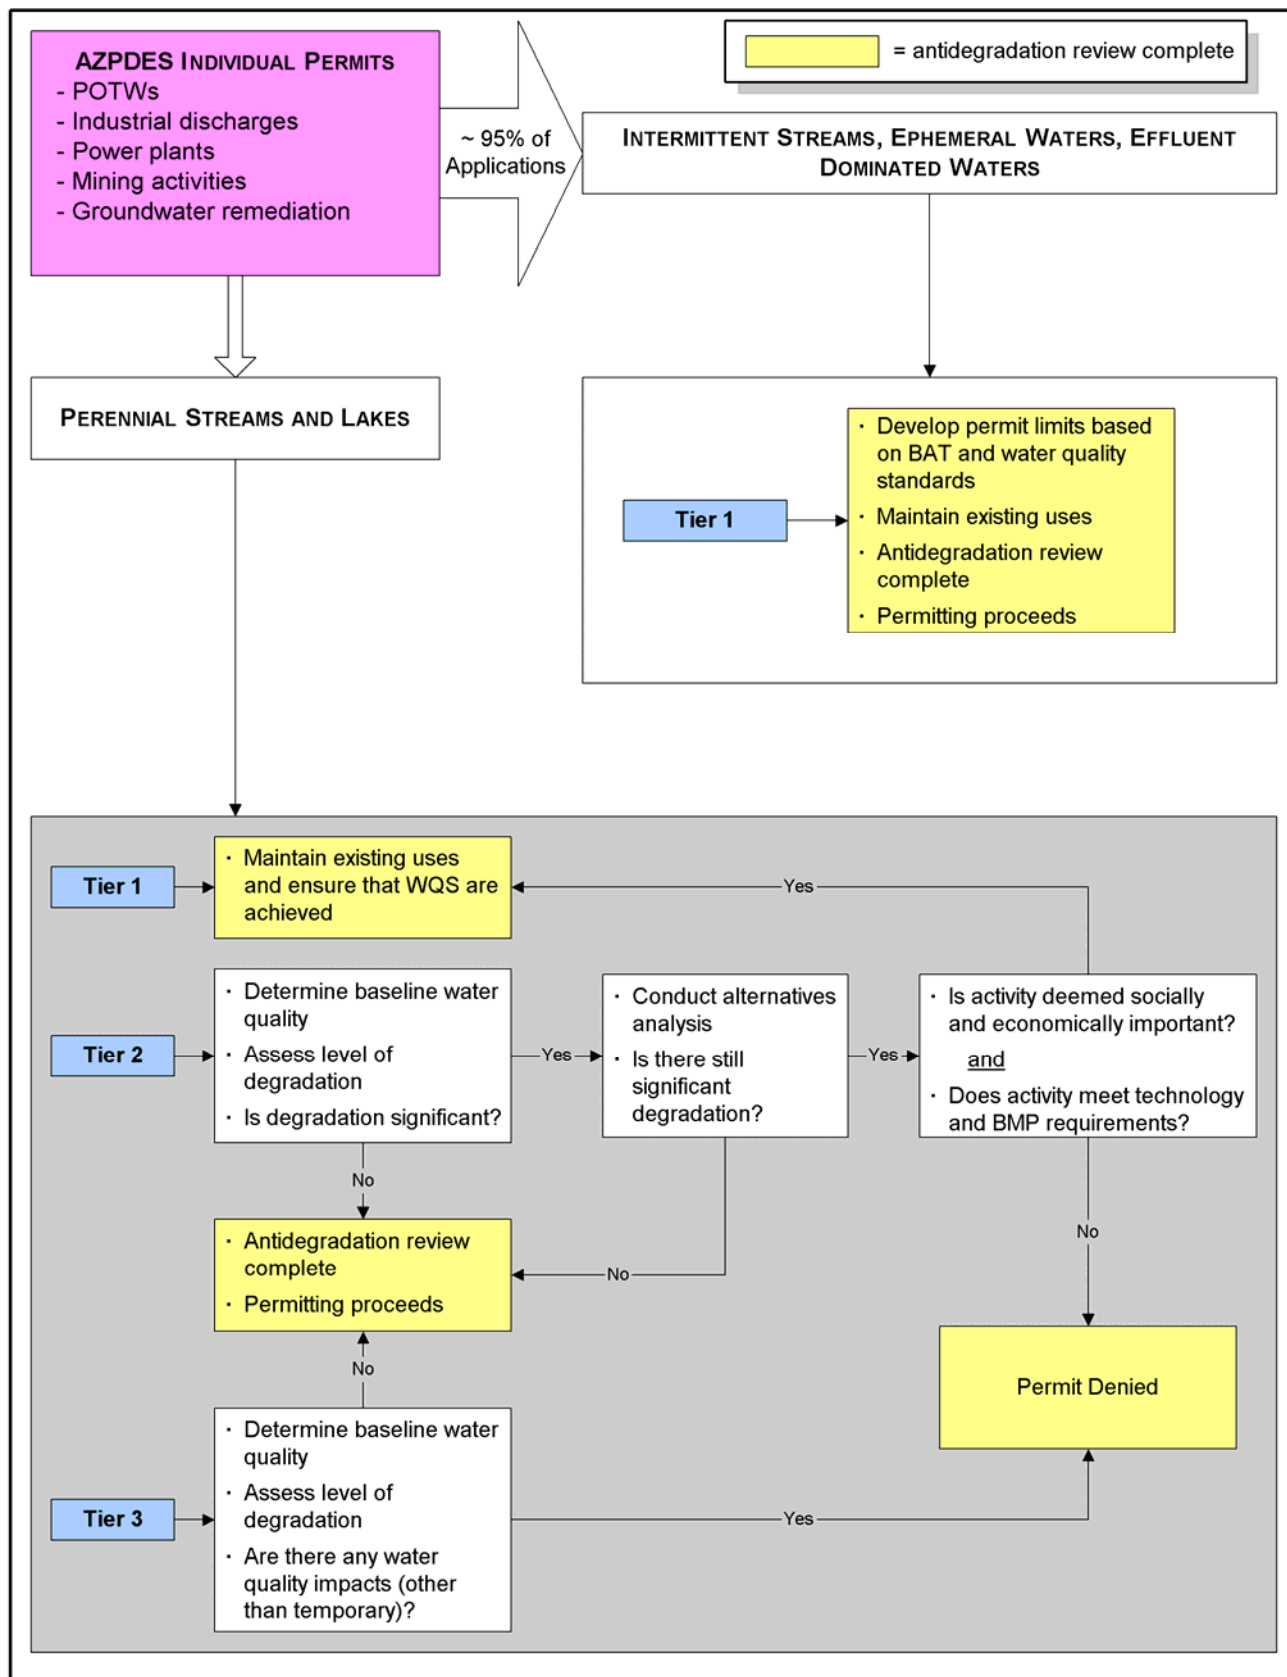 AZPDES INDIVIDUAL PERMITS
- POTWs
- Industrial discharges
- Power plants
- Mining activities
- Groundwater remediation
~ 95% of
Applications
= antidegradation review complete
INTERMITTENT STREAMS, EPHEMERAL WATERS, EFFLUENT
DOMINATED WATERS
PERENNIAL STREAMS AND LAKES
Tier 1
· Develop permit limits based
on BAT and water quality
standards
· Maintain existing uses
· Antidegradation review
complete
· Permitting proceeds
Tier 1
· Maintain existing uses
and ensure that WQS are
achieved
Yes
Tier 2
· Determine baseline water
quality
· Assess level of
degradation
· Is degradation significant?
Yes
· Conduct alternatives
analysis
· Is there still
significant
degradation?
Yes
· Is activity deemed socially
and economically important?
and
· Does activity meet technology
and BMP requirements?
No
· Antidegradation review
complete
· Permitting proceeds
No
No
Permit Denied
No
Tier 3
· Determine baseline water
quality
· Assess level of
degradation
· Are there any water
quality impacts (other
than temporary)?
Yes